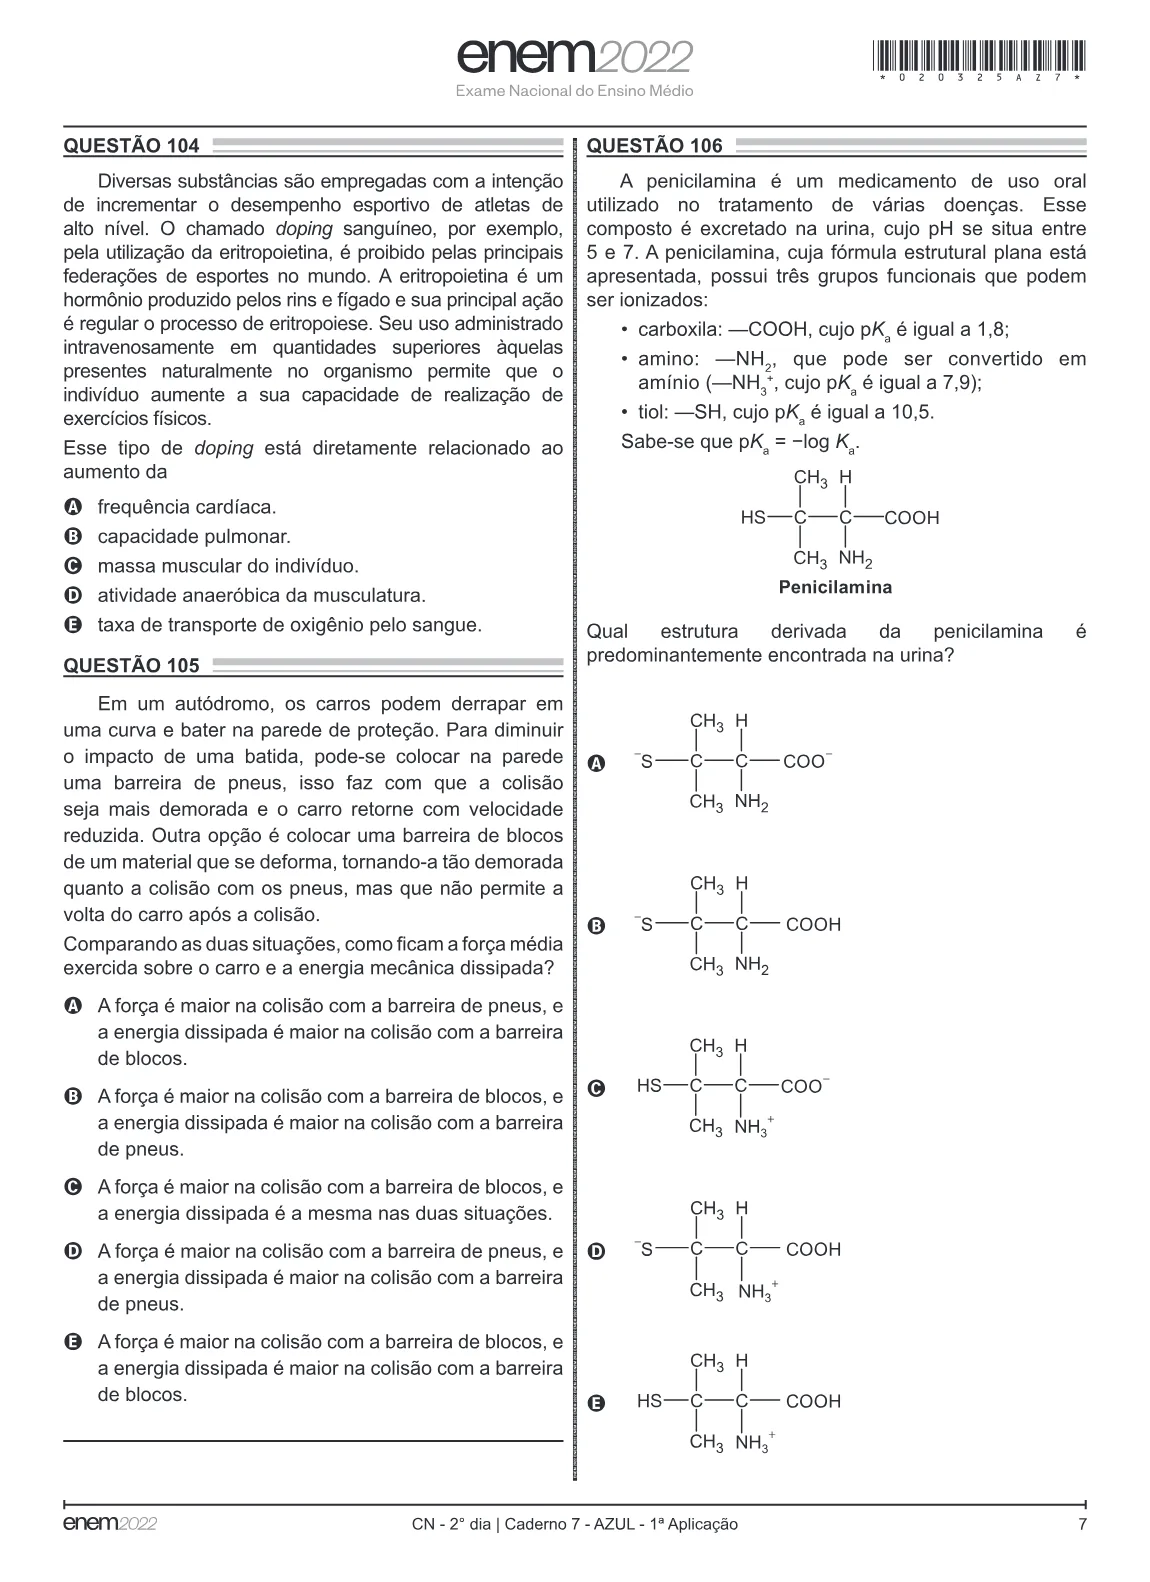 enem2022
Exame Nacional do Ensino Médio
*020325AZ7*
QUESTÃO 104
Diversas substâncias são empregadas com a intenção
de incrementar o desempenho esportivo de atletas de
alto nível. O chamado doping sanguíneo, por exemplo,
pela utilização da eritropoietina, é proibido pelas principais
federações de esportes no mundo. A eritropoietina é um
hormônio produzido pelos rins e fígado e sua principal ação
é regular o processo de eritropoiese. Seu uso administrado
intravenosamente em quantidades superiores àquelas
presentes naturalmente no organismo permite que o
indivíduo aumente a sua capacidade de realização de
exercícios físicos.
Esse tipo de doping está diretamente relacionado ao
aumento da
A frequência cardíaca.
B capacidade pulmonar.
C massa muscular do indivíduo.
D atividade anaeróbica da musculatura.
E taxa de transporte de oxigênio pelo sangue.
QUESTÃO 105
Em um autódromo, os carros podem derrapar em
uma curva e bater na parede de proteção. Para diminuir
o impacto de uma batida, pode-se colocar na parede
uma barreira de pneus, isso faz com que a colisão
seja mais demorada e o carro retorne com velocidade
reduzida. Outra opção é colocar uma barreira de blocos
de um material que se deforma, tornando-a tão demorada
quanto a colisão com os pneus, mas que não permite a
volta do carro após a colisão.
Comparando as duas situações, como ficam a força média
exercida sobre o carro e a energia mecânica dissipada?
A A força é maior na colisão com a barreira de pneus, e
a energia dissipada é maior na colisão com a barreira
de blocos.
B A força é maior na colisão com a barreira de blocos, e
a energia dissipada é maior na colisão com a barreira
de pneus.
C A força é maior na colisão com a barreira de blocos, e
a energia dissipada é a mesma nas duas situações.
D A força é maior na colisão com a barreira de pneus, e
a energia dissipada é maior na colisão com a barreira
de pneus.
E A força é maior na colisão com a barreira de blocos, e
a energia dissipada é maior na colisão com a barreira
de blocos.
QUESTÃO 106
A penicilamina é um medicamento de uso oral
utilizado no tratamento de várias doenças. Esse
composto é excretado na urina, cujo pH se situa entre
5 e 7. A penicilamina, cuja fórmula estrutural plana está
apresentada, possui três grupos funcionais que podem
ser ionizados:
• carboxila: —COOH, cujo pKₐ é igual a 1,8;
• amino: —NH₂, que pode ser convertido em
amínio (—NH₃⁺, cujo pKₐ é igual a 7,9);
• tiol: —SH, cujo pKₐ é igual a 10,5.
Sabe-se que pKₐ = −log Kₐ.
CH₃ H
HS—C—C—COOH
CH₃ NH₂
Penicilamina
Qual estrutura derivada da penicilamina é
predominantemente encontrada na urina?
CH₃ H
A ⁻S—C—C—COO⁻
CH₃ NH₂
CH₃ H
B ⁻S—C—C—COOH
CH₃ NH₂
CH₃ H
C HS—C—C—COO⁻
CH₃ NH₃⁺
CH₃ H
D ⁻S—C—C—COOH
CH₃ NH₃⁺
CH₃ H
E HS—C—C—COOH
CH₃ NH₃⁺
enem2022
CN - 2° dia | Caderno 7 - AZUL - 1ª Aplicação
7